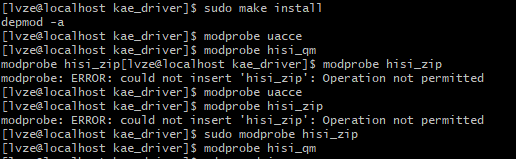 [lvze@localhost kae_driver]$ sudo make install
depmod -a
[lvze@localhost kae_driver]$ modprobe uacce
[lvze@localhost kae_driver]$ modprobe hisi_qm
modprobe hisi_zip[lvze@localhost kae_driver]$ modprobe hisi_zip
modprobe: ERROR: could not insert 'hisi_zip': Operation not permitted
[lvze@localhost kae_driver]$ modprobe uacce
[lvze@localhost kae_driver]$ modprobe hisi_zip
modprobe: ERROR: could not insert 'hisi_zip': Operation not permitted
[lvze@localhost kae_driver]$ sudo modprobe hisi_zip
[lvze@localhost kae_driver]$ modprobe hisi_qm